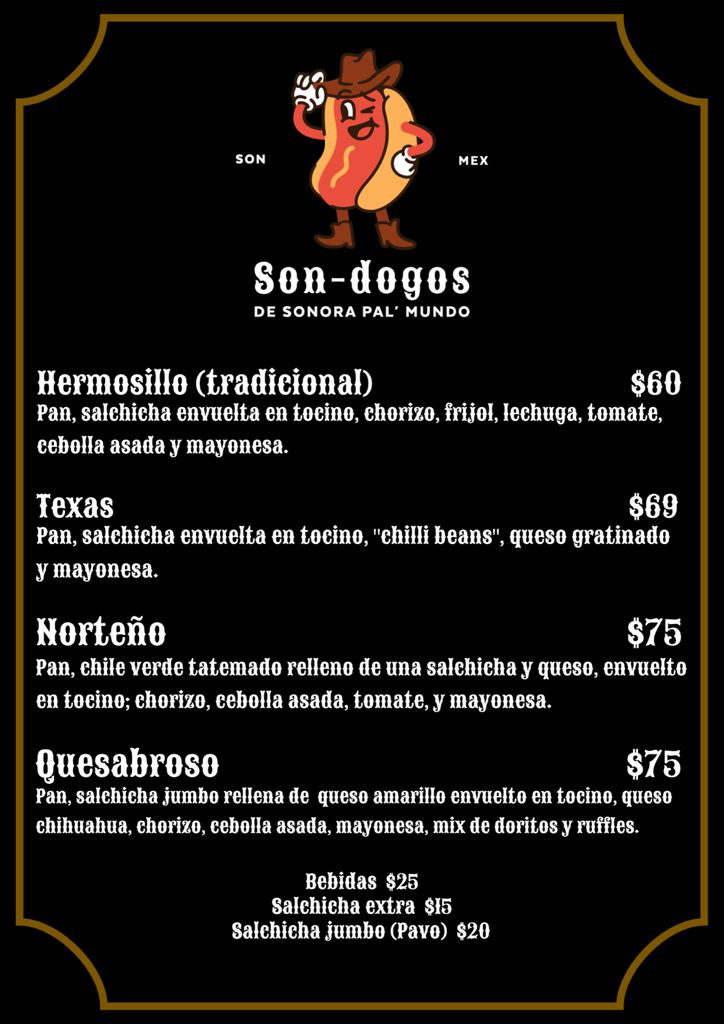 SON
MEX
Son-dogos
DE SONORA PAL' MUNDO
Hermosillo (tradicional) $60
Pan, salchicha envuelta en tocino, chorizo, frijol, lechuga, tomate,
cebolla asada y mayonesa.
Texas $69
Pan, salchicha envuelta en tocino, "chilli beans", queso gratinado
y mayonesa.
Norteño $75
Pan, chile verde tatemado relleno de una salchicha y queso, envuelto
en tocino; chorizo, cebolla asada, tomate, y mayonesa.
Quesabroso $75
Pan, salchicha jumbo rellena de queso amarillo envuelto en tocino, queso
chihuahua, chorizo, cebolla asada, mayonesa, mix de doritos y ruffles.
Bebidas $25
Salchicha extra $15
Salchicha jumbo (Pavo) $20